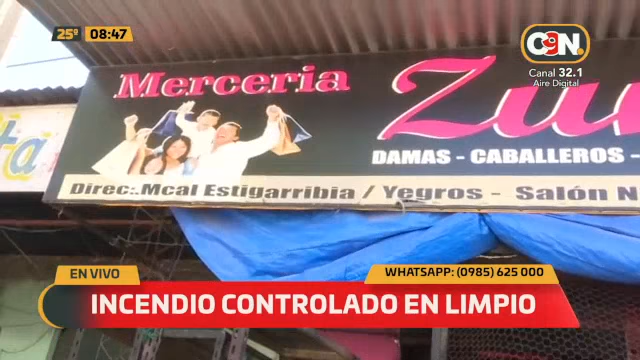 25º 08:47
C9N
Canal 32.1
Aire Digital
Merceria
DAMAS - CABALLEROS -
Direc:.Mcal Estigarribia / Yegros - Salón N
EN VIVO
WHATSAPP: (0985) 625 000
INCENDIO CONTROLADO EN LIMPIO